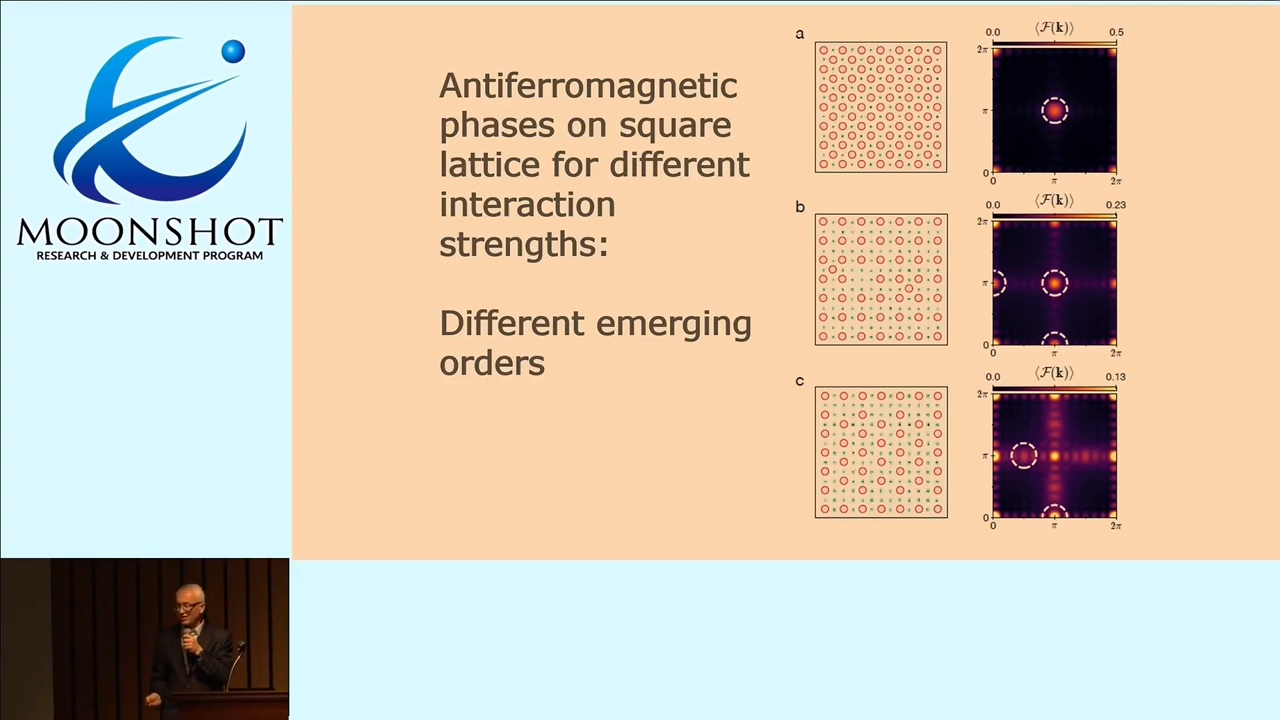 MOONSHOT
RESEARCH & DEVELOPMENT PROGRAM
Antiferromagnetic
phases on square
lattice for different
interaction
strengths:
Different emerging
orders
a
0.0 ⟨𝓕(𝐤)⟩ 0.5
2π
π
0
0 π 2π
b
0.0 ⟨𝓕(𝐤)⟩ 0.23
2π
π
0
0 π 2π
c
0.0 ⟨𝓕(𝐤)⟩ 0.13
2π
π
0
0 π 2π